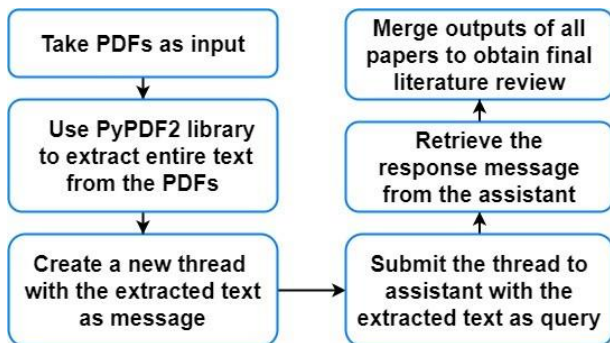 Take PDFs as input
Use PyPDF2 library
to extract entire text
from the PDFs
Create a new thread
with the extracted text
as message
Submit the thread to
assistant with the
extracted text as query
Retrieve the
response message
from the assistant
Merge outputs of all
papers to obtain final
literature review